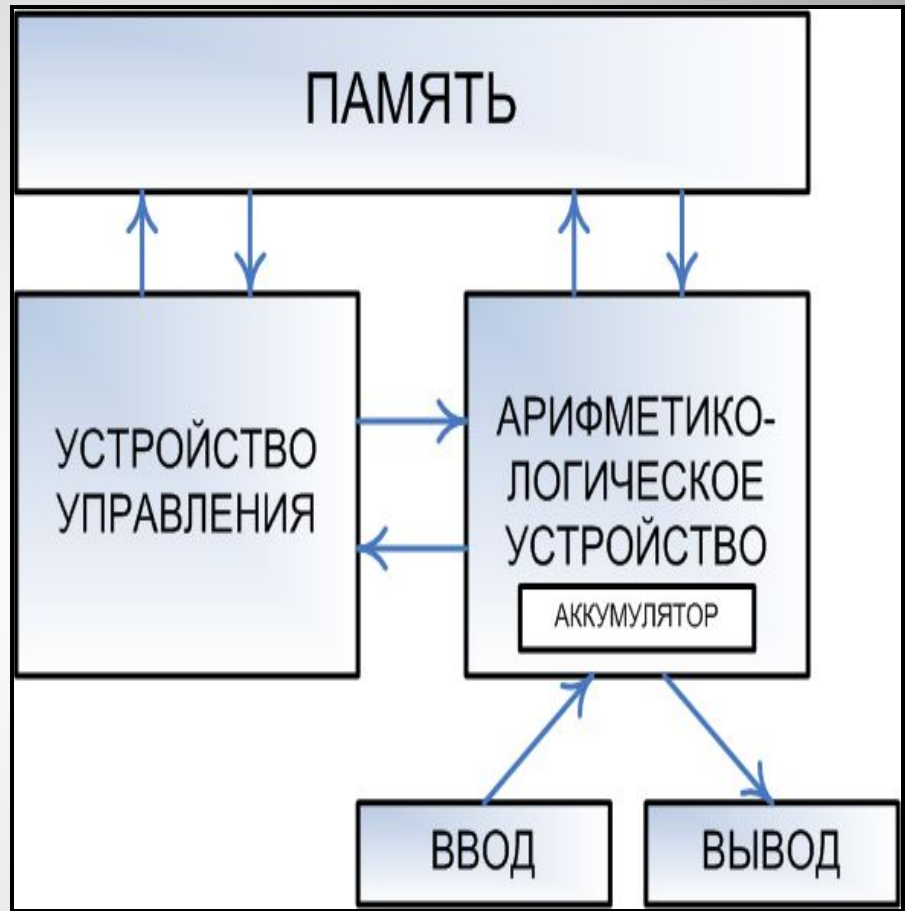 ПАМЯТЬ
УСТРОЙСТВО
УПРАВЛЕНИЯ
АРИФМЕТИКО-
ЛОГИЧЕСКОЕ
УСТРОЙСТВО
АККУМУЛЯТОР
ВВОД
ВЫВОД